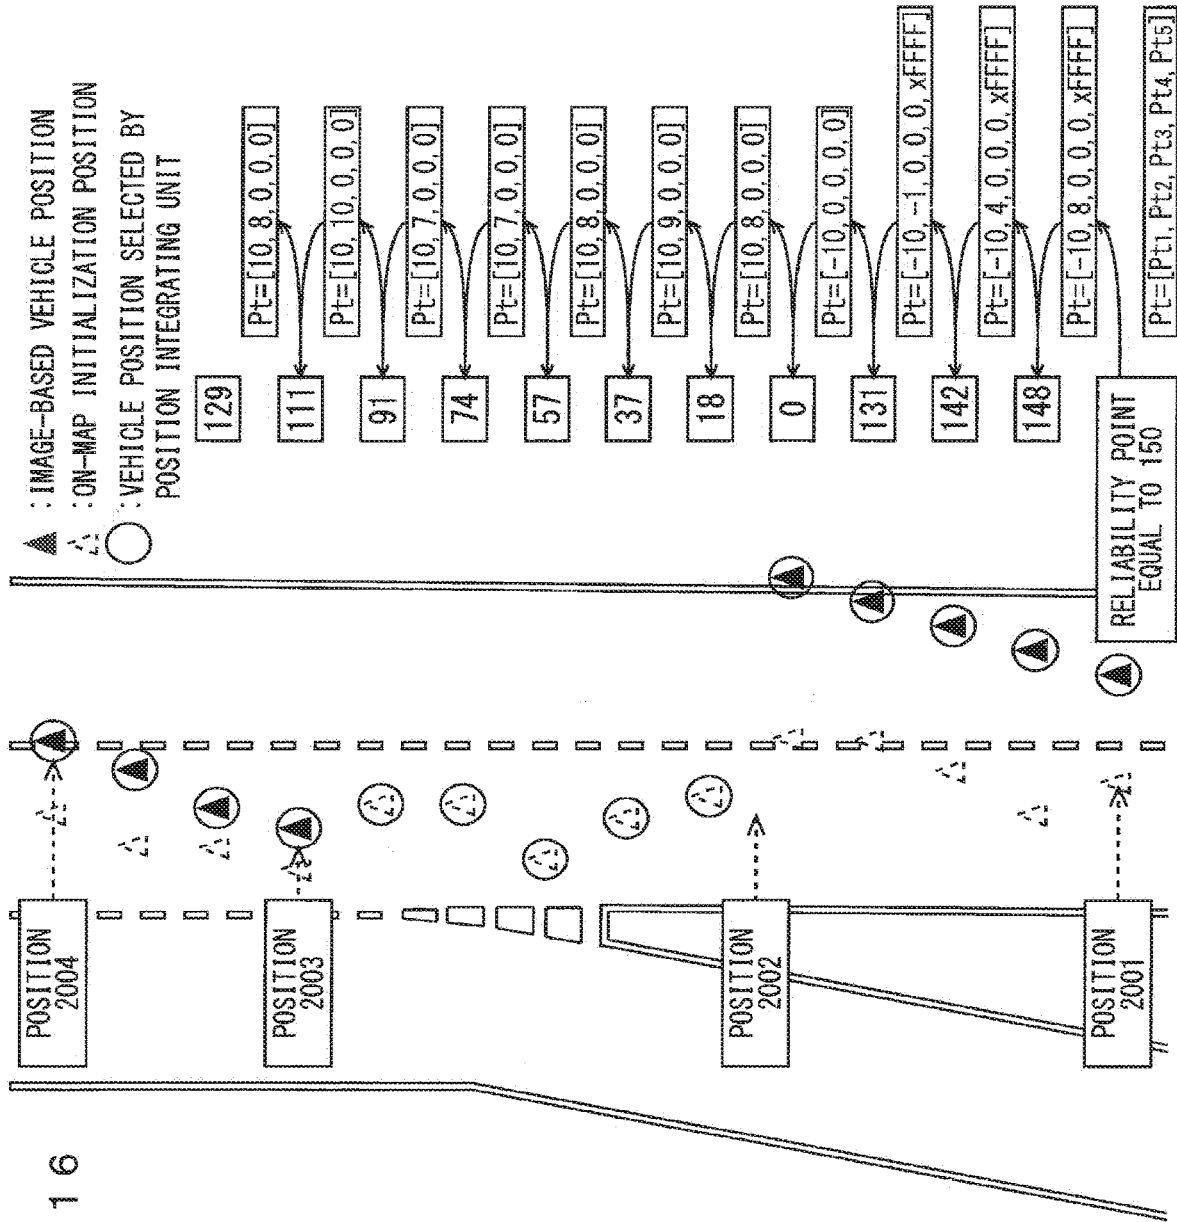 16
POSITION
2004
POSITION
2003
POSITION
2002
POSITION
2001
:IMAGE-BASED VEHICLE POSITION
:ON-MAP INITIALIZATION POSITION
:VEHICLE POSITION SELECTED BY
POSITION INTEGRATING UNIT
129
111
91
74
57
37
18
0
131
142
148
RELIABILITY POINT
EQUAL TO 150
Pt=[10, 8, 0, 0, 0]
Pt=[10, 10, 0, 0, 0]
Pt=[10, 7, 0, 0, 0]
Pt=[10, 7, 0, 0, 0]
Pt=[10, 8, 0, 0, 0]
Pt=[10, 9, 0, 0, 0]
Pt=[10, 8, 0, 0, 0]
Pt=[-10, 0, 0, 0, 0]
Pt=[-10, -1, 0, 0, 0, xFFFF]
Pt=[-10, 4, 0, 0, 0, xFFFF]
Pt=[-10, 8, 0, 0, 0, xFFFF]
Pt=[Pt1, Pt2, Pt3, Pt4, Pt5]